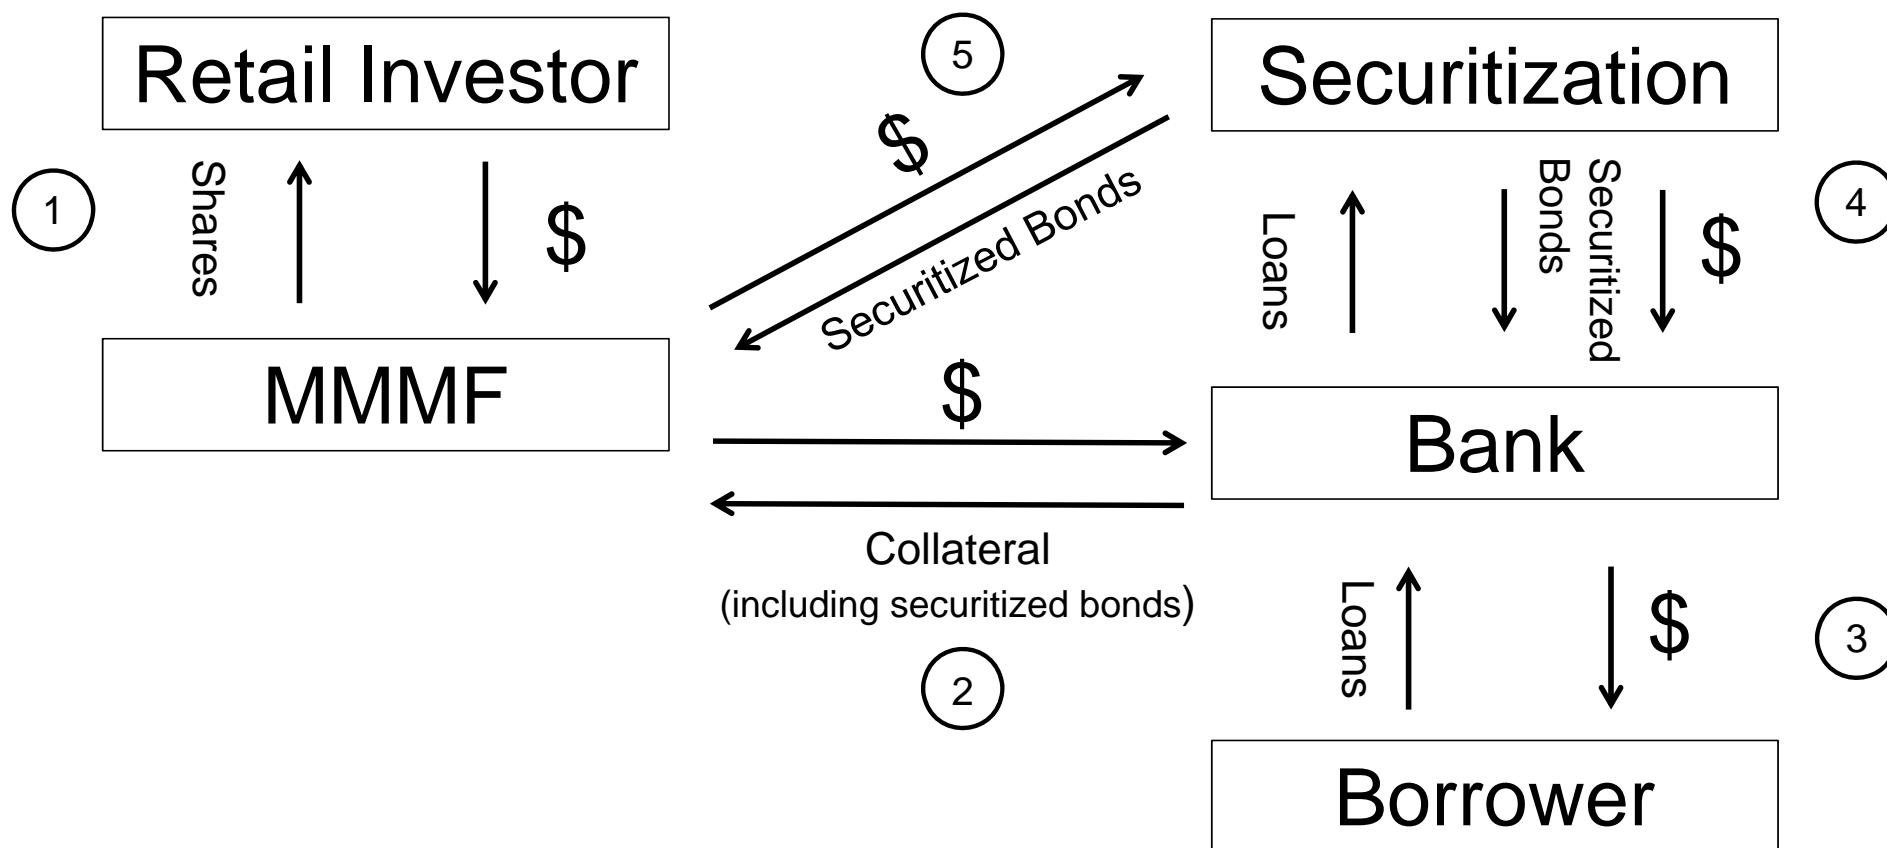 5
Retail Investor
Securitization
$
Shares
1
$
Securitized Bonds
Loans
Securitized
Bonds
$
4
MMMF
$
Bank
Collateral
(including securitized bonds)
2
Loans
$
3
Borrower